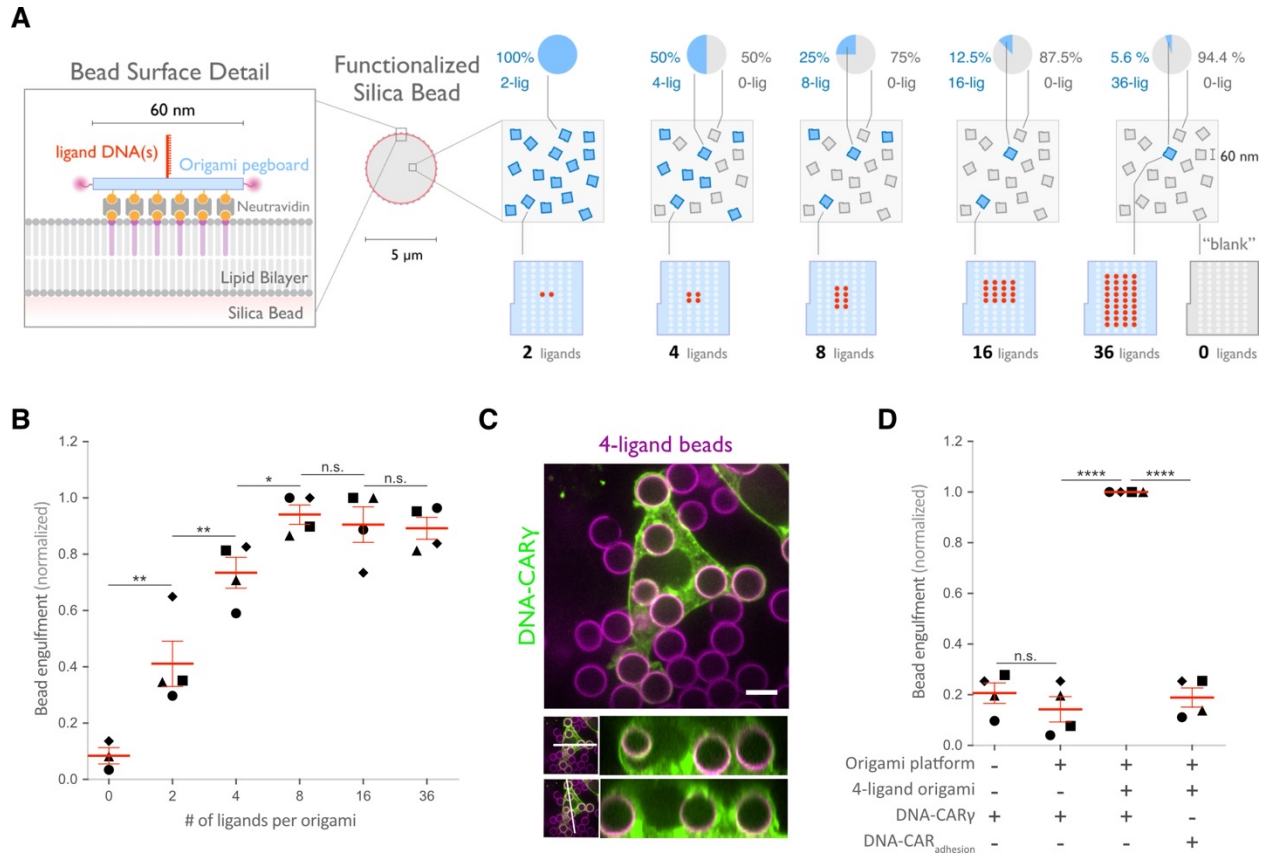 A
Bead Surface Detail
60 nm
ligand DNA(s)
Origami pegboard
Neutravidin
Lipid Bilayer
Silica Bead
Functionalized
Silica Bead
5 µm
100%
2-lig
50% 50%
4-lig 0-lig
25% 75%
8-lig 0-lig
12.5% 87.5%
16-lig 0-lig
5.6 % 94.4 %
36-lig 0-lig
60 nm
"blank"
2 ligands
4 ligands
8 ligands
16 ligands
36 ligands
0 ligands
B
Bead engulfment (normalized)
1.2
1.0
0.8
0.6
0.4
0.2
0.0
**
**
*
n.s.
n.s.
0 2 4 8 16 36
# of ligands per origami
C
4-ligand beads
DNA-CARγ
D
Bead engulfment (normalized)
1.2
1.0
0.8
0.6
0.4
0.2
0.0
n.s.
**** ****
Origami platform - + + +
4-ligand origami - - + +
DNA-CARγ + + + -
DNA-CARadhesion - - - +